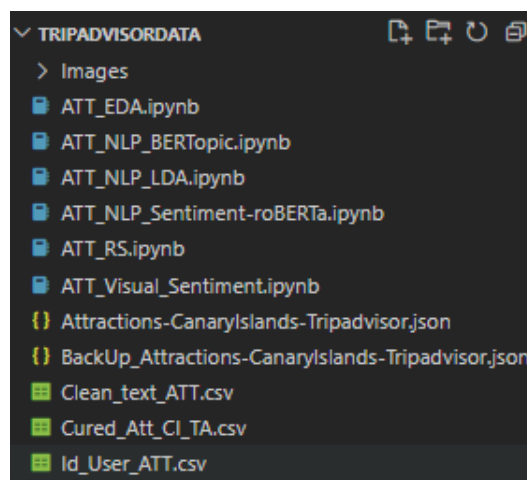 TRIPADVISORDATA
Images
ATT_EDA.ipynb
ATT_NLP_BERTopic.ipynb
ATT_NLP_LDA.ipynb
ATT_NLP_Sentiment-roBERTa.ipynb
ATT_RS.ipynb
ATT_Visual_Sentiment.ipynb
{} Attractions-CanaryIslands-Tripadvisor.json
{} BackUp_Attractions-CanaryIslands-Tripadvisor.json
Clean_text_ATT.csv
Cured_Att_CI_TA.csv
Id_User_ATT.csv